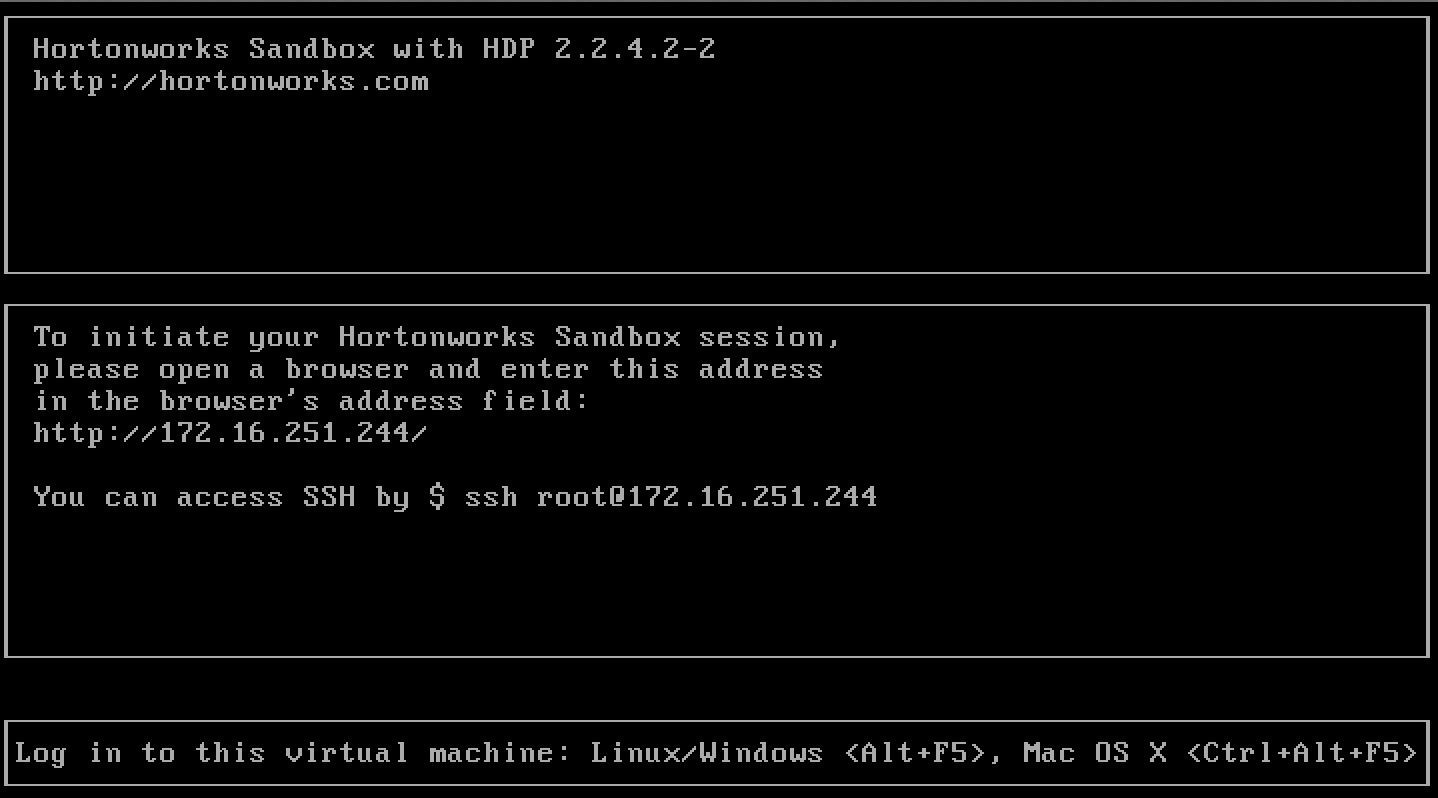 Hortonworks Sandbox with HDP 2.2.4.2-2
http://hortonworks.com
To initiate your Hortonworks Sandbox session,
please open a browser and enter this address
in the browser's address field:
http://172.16.251.244/
You can access SSH by $ ssh root@172.16.251.244
Log in to this virtual machine: Linux/Windows <Alt+F5>, Mac OS X <Ctrl+Alt+F5>